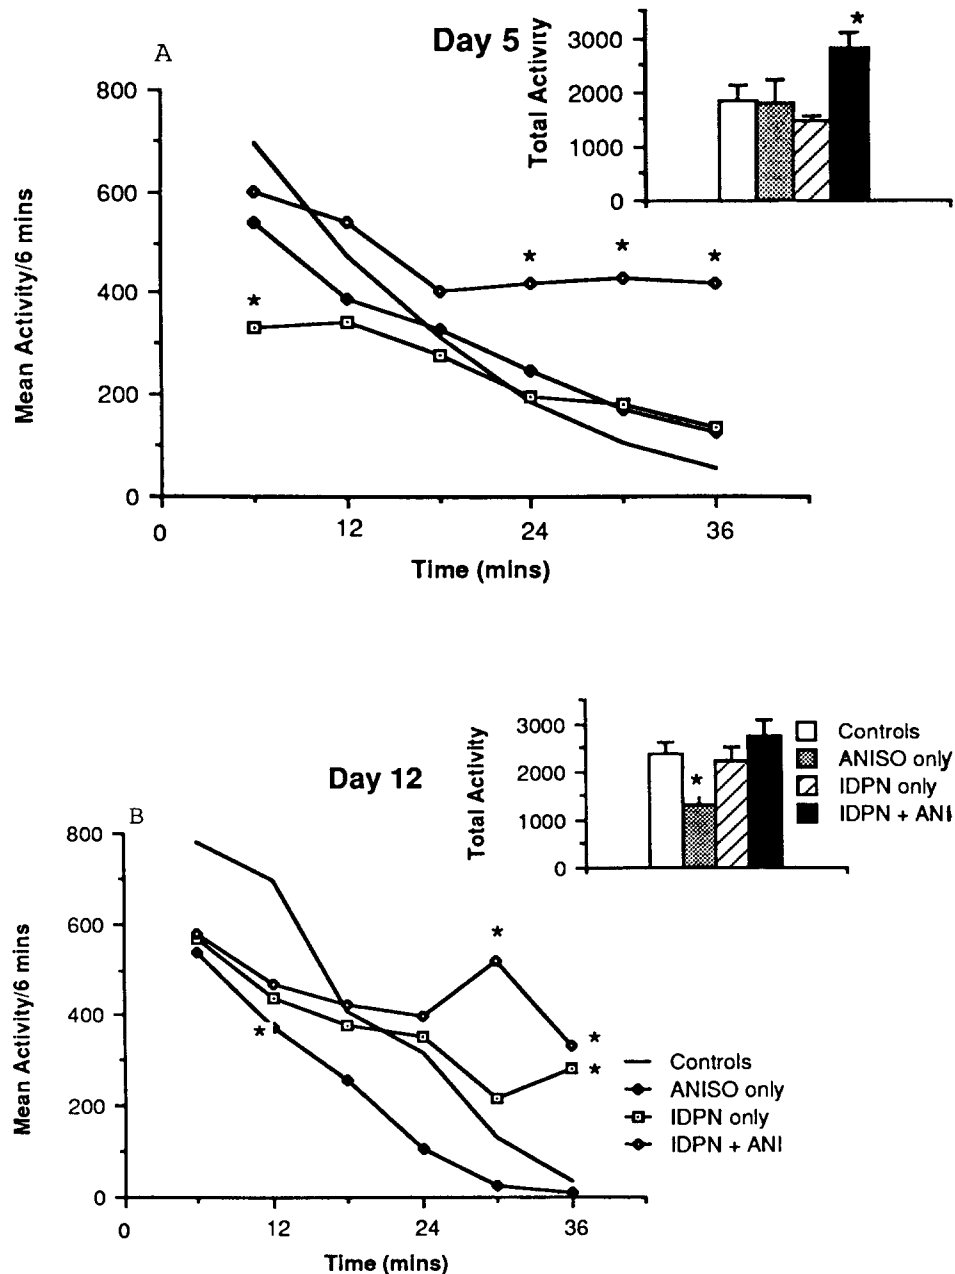 A
Day 5
Total Activity
3000
2000
1000
0
*
Mean Activity/6 mins
800
600
400
200
0
*
*
*
*
0
12
24
36
Time (mins)
B
Day 12
Total Activity
3000
2000
1000
0
*
Controls
ANISO only
IDPN only
IDPN + ANI
Mean Activity/6 mins
800
600
400
200
0
*
*
*
*
Controls
ANISO only
IDPN only
IDPN + ANI
0
12
24
36
Time (mins)